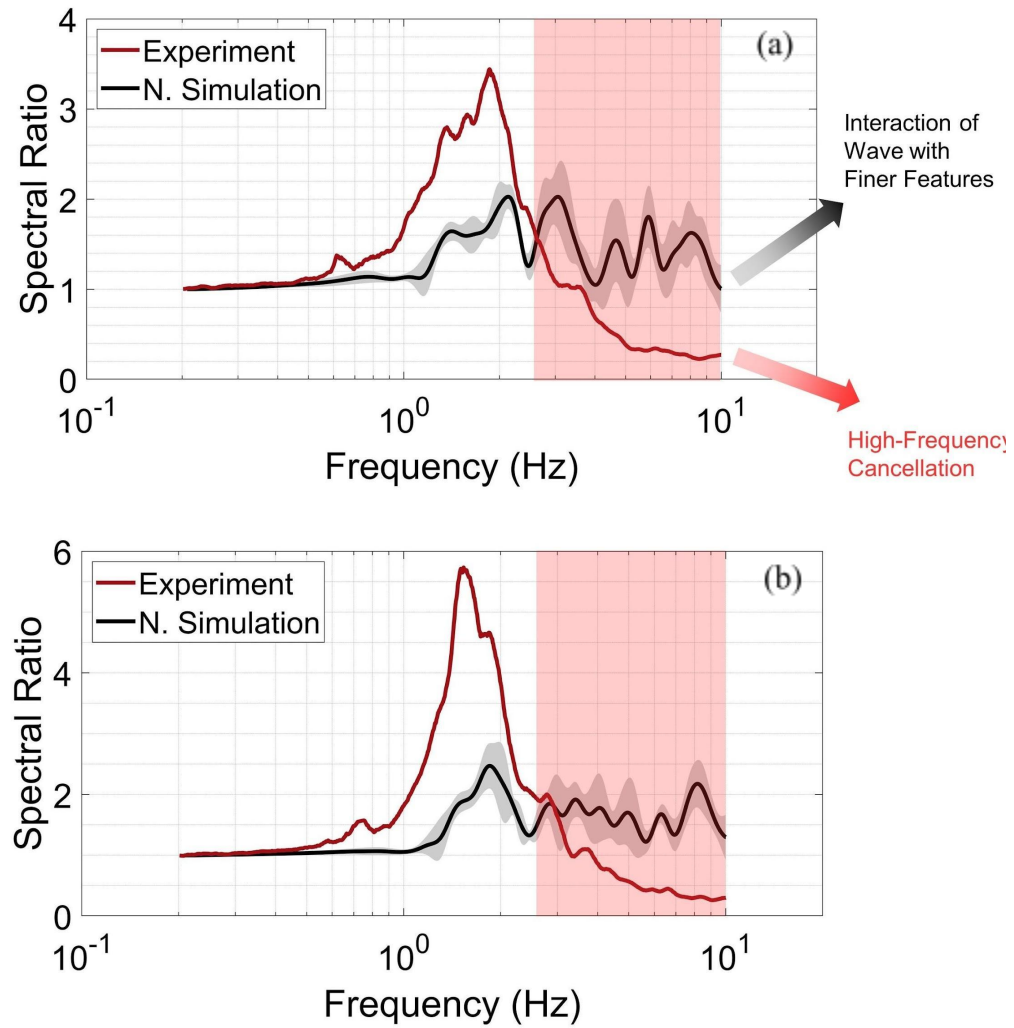 4
3
2
1
0
Spectral Ratio
Experiment
N. Simulation
(a)
10^-1
10^0
10^1
Frequency (Hz)
Interaction of
Wave with
Finer Features
High-Frequency
Cancellation
6
4
2
0
Spectral Ratio
Experiment
N. Simulation
(b)
10^-1
10^0
10^1
Frequency (Hz)